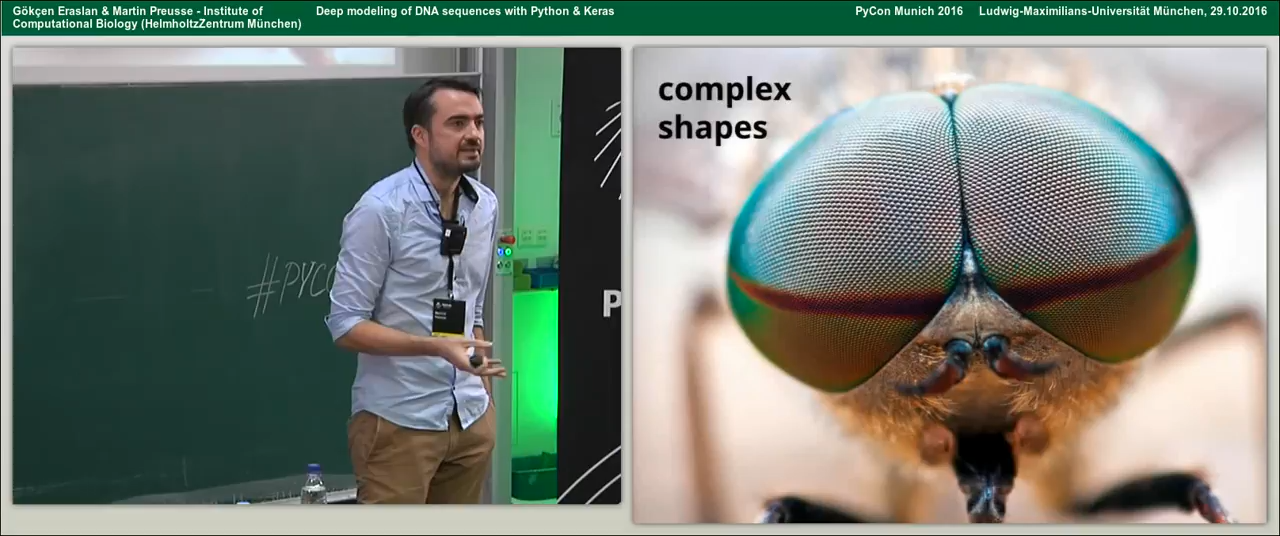 Gökçen Eraslan & Martin Preusse - Institute of
Computational Biology (HelmholtzZentrum München)
Deep modeling of DNA sequences with Python & Keras
PyCon Munich 2016
Ludwig-Maximilians-Universität München, 29.10.2016
#PYCO
P
complex
shapes